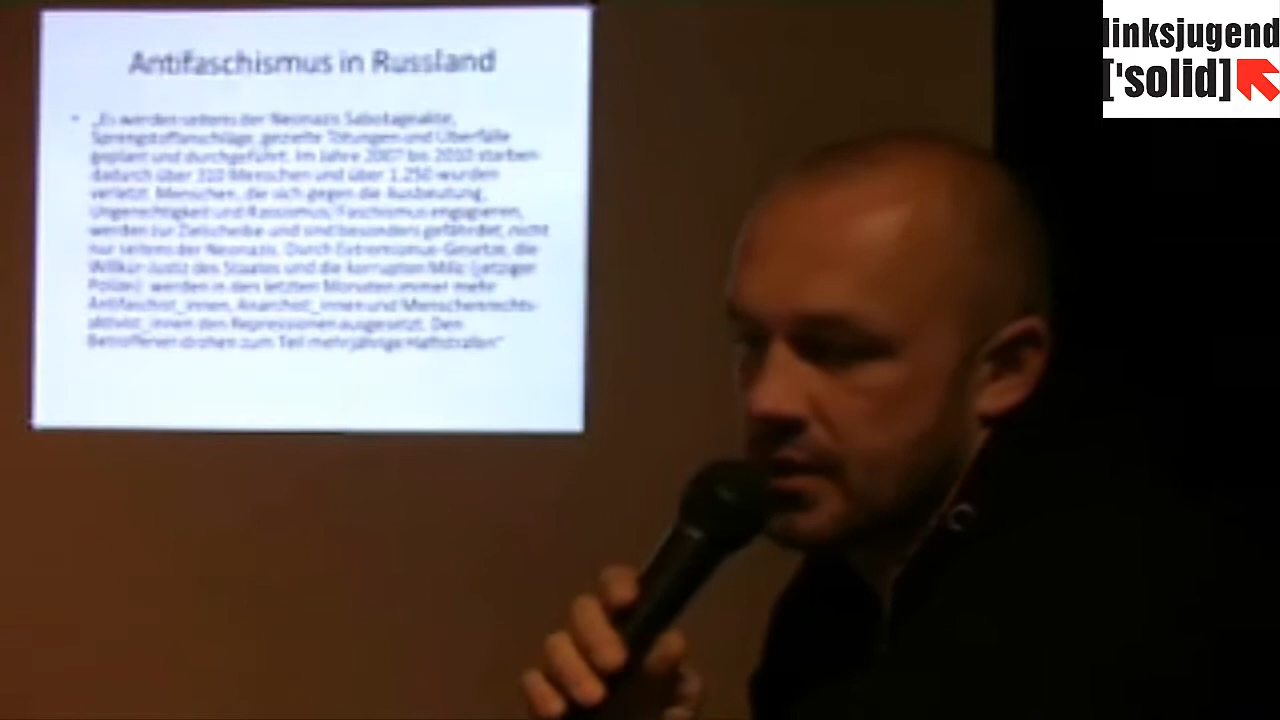 linksjugend
['solid]
Antifaschismus in Russland
• „Es werden seitens der Neonazis Sabotageakte,
Sprengstoffanschläge, gezielte Tötungen und Überfälle
geplant und durchgeführt. Im Jahre 2007 bis 2010 starben
dadurch über 310 Menschen und über 1.250 wurden
verletzt. Menschen, die sich gegen die Ausbeutung,
Ungerechtigkeit und Rassismus/Faschismus engagieren,
werden zur Zielscheibe und sind besonders gefährdet, nicht
nur seitens der Neonazis. Durch Extremismus-Gesetze, die
Willkür-Justiz des Staates und die korrupten Miliz (jetziger
Polizei) werden in den letzten Monaten immer mehr
Antifaschist_innen, Anarchist_innen und Menschenrechts-
aktivist_innen den Repressionen ausgesetzt. Den
Betroffenen drohen zum Teil mehrjährige Haftstrafen"